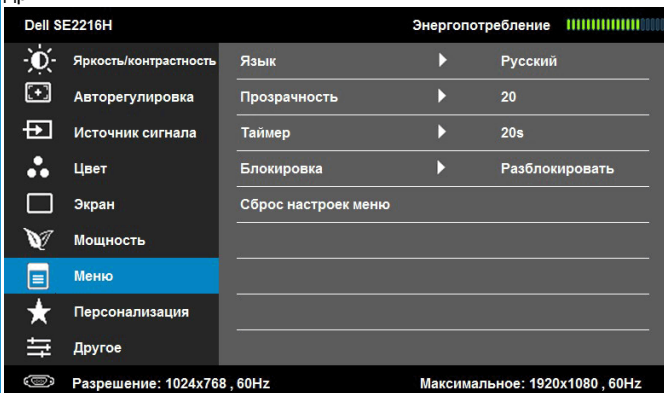 Dell SE2216H Энергопотребление
Яркость/контрастность Язык Русский
Авторегулировка Прозрачность 20
Источник сигнала Таймер 20s
Цвет Блокировка Разблокировать
Экран Сброс настроек меню
Мощность
Меню
Персонализация
Другое
Разрешение: 1024x768 , 60Hz Максимальное: 1920x1080 , 60Hz